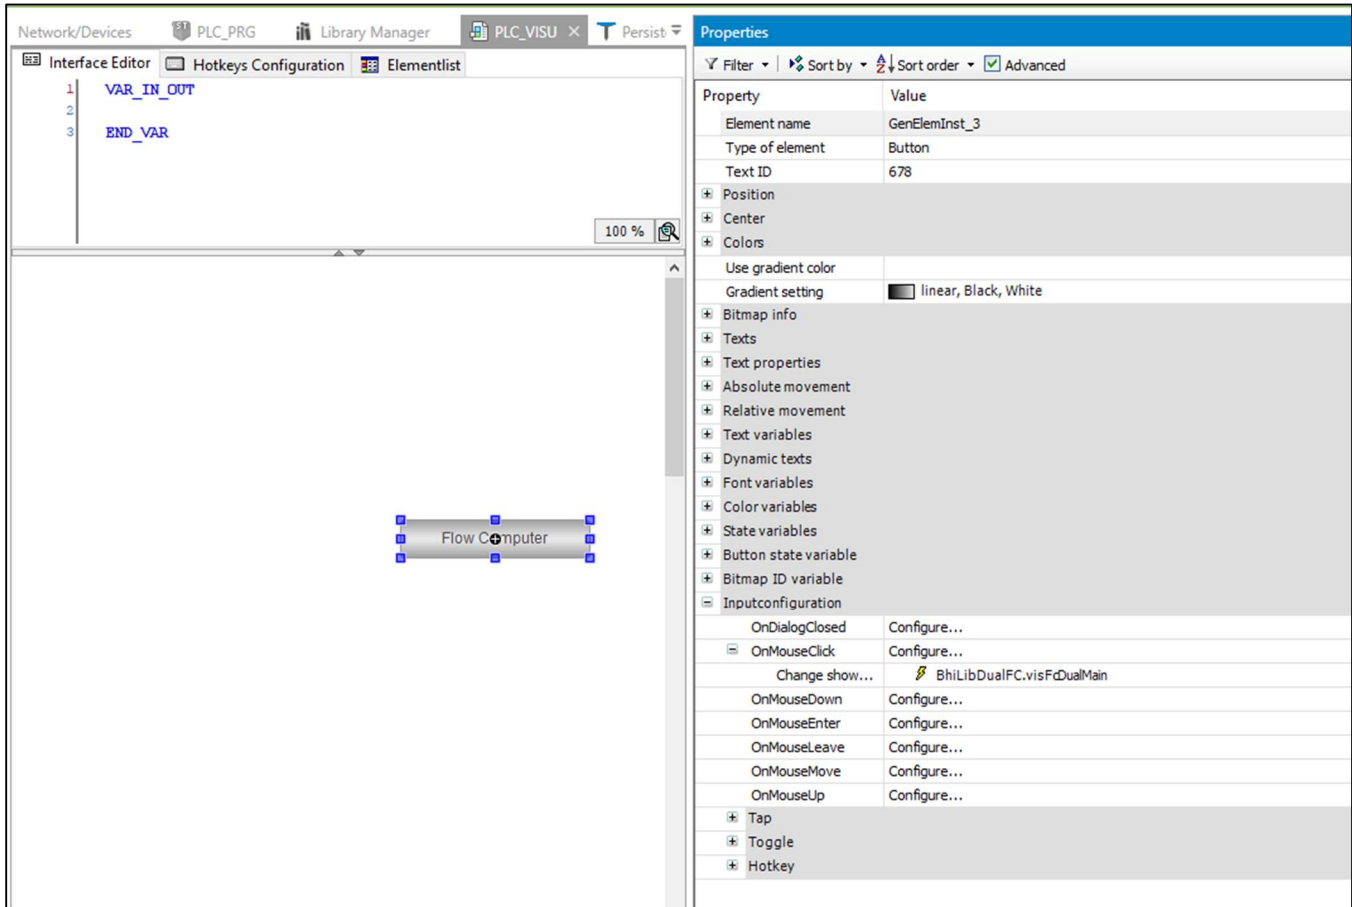 Network/Devices ST PLC_PRG Library Manager PLC_VISU Persist
Interface Editor Hotkeys Configuration Elementlist
1 VAR_IN_OUT
2
3 END_VAR
100 %
Flow Computer
Properties
Filter Sort by Sort order Advanced
Property Value
Element name GenElemInst_3
Type of element Button
Text ID 678
Position
Center
Colors
Use gradient color
Gradient setting linear, Black, White
Bitmap info
Texts
Text properties
Absolute movement
Relative movement
Text variables
Dynamic texts
Font variables
Color variables
State variables
Button state variable
Bitmap ID variable
Inputconfiguration
OnDialogClosed Configure...
OnMouseClick Configure...
Change show... BhiLibDualFC.visFcDualMain
OnMouseDown Configure...
OnMouseEnter Configure...
OnMouseLeave Configure...
OnMouseMove Configure...
OnMouseUp Configure...
Tap
Toggle
Hotkey